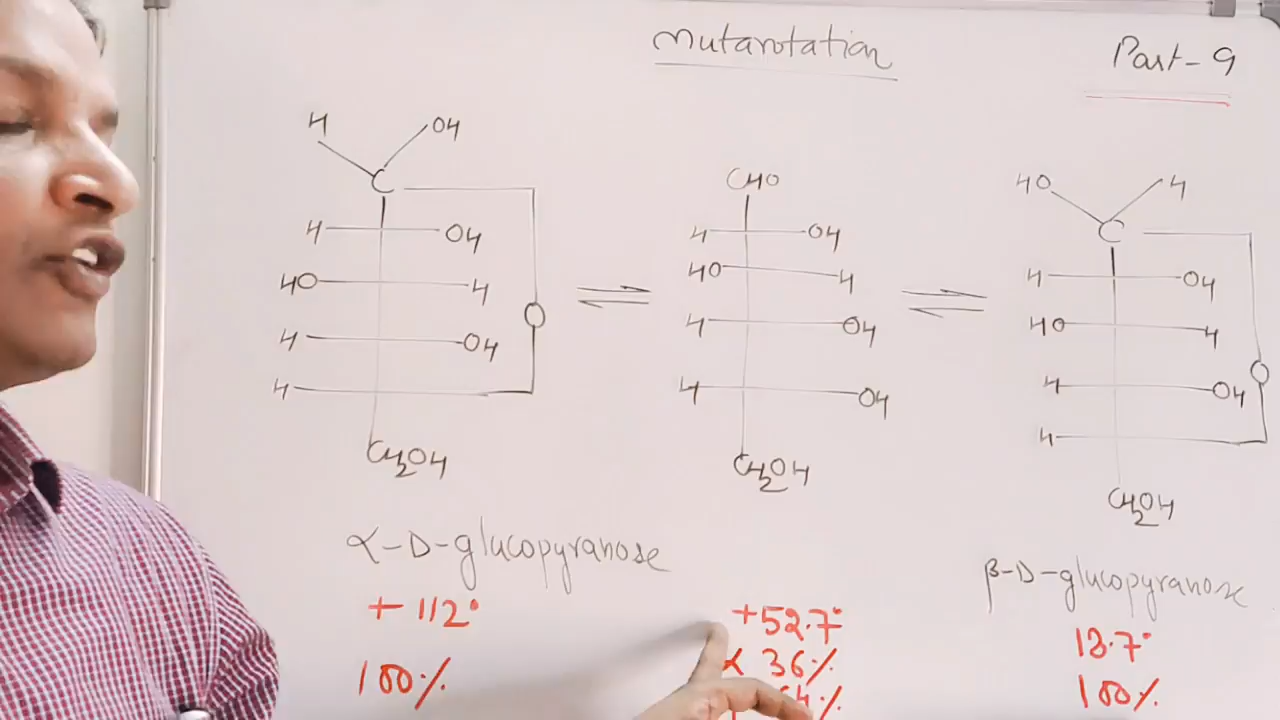 Mutarotation
Part-9
H OH
C
H OH
HO H
H OH
H
O
CH2OH
CHO
H OH
HO H
H OH
H OH
CH2OH
HO H
C
H OH
HO H
H OH
H
O
CH2OH
α-D-glucopyranose
+112°
100%
+52.7°
α 36%
β-D-glucopyranose
13.7°
100%